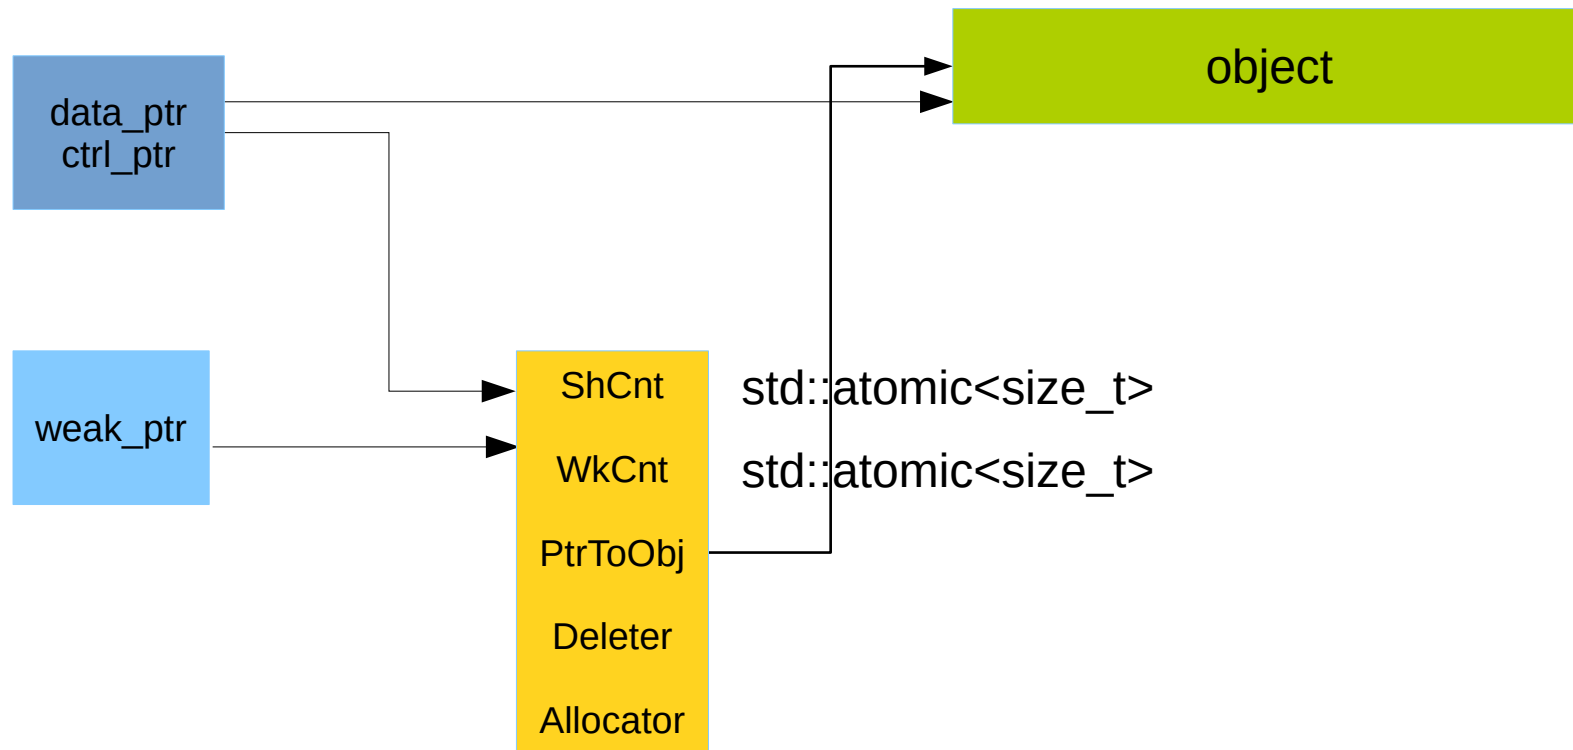 data_ptr
ctrl_ptr
object
weak_ptr
ShCnt
std::atomic<size_t>
WkCnt
std::atomic<size_t>
PtrToObj
Deleter
Allocator